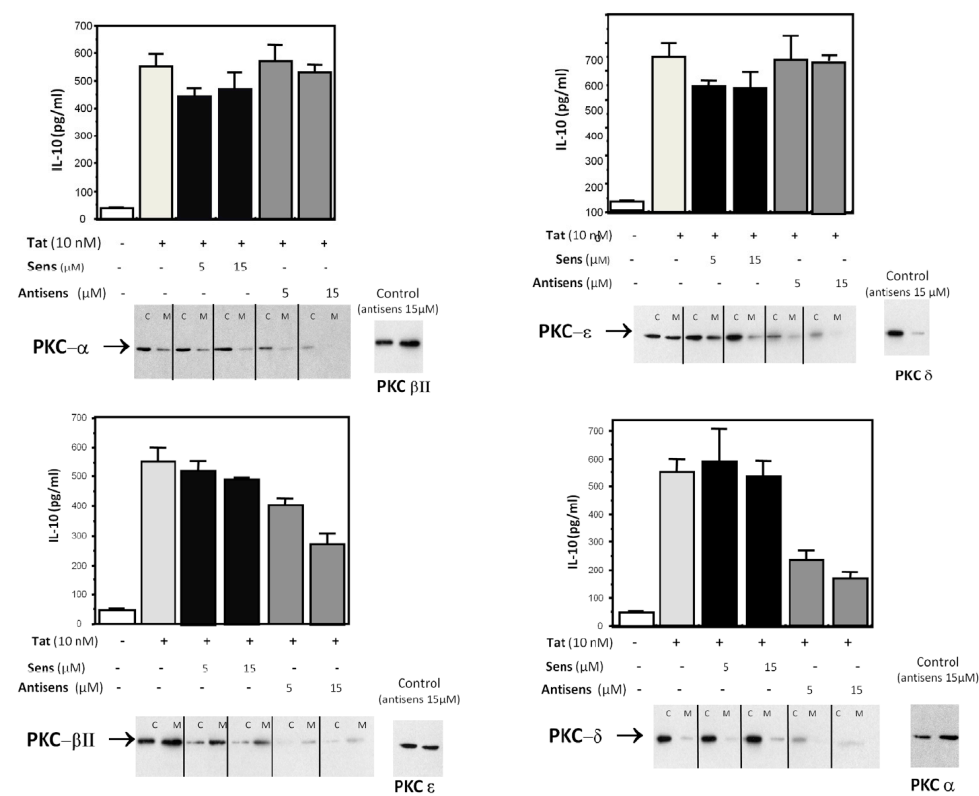 700
600
500
400
300
200
100
0
IL-10 (pg/ml)
Tat (10 nM) - + + + + +
Sens (µM) - - 5 15 - -
Antisens (µM) - - - - 5 15
Control
(antisens 15µM)
C M C M C M C M C M
PKC–α
PKC βII
700
600
500
400
300
200
100
IL-10 (pg/ml)
Tat (10 nM) - + + + + +
0
Sens (µM) - - 5 15 - -
Antisens (µM) - - - - 5 15
Control
(antisens 15 µM)
C M C M C M C M C M
PKC–ε
PKC δ
700
600
500
400
300
200
100
0
IL-10 (pg/ml)
Tat (10 nM) - + + + + +
Sens (µM) - - 5 15 - -
Antisens (µM) - - - - 5 15
Control
(antisens 15µM)
C M C M C M C M C M
PKC–βII
PKC ε
700
600
500
400
300
200
100
0
IL-10 (pg/ml)
Tat (10 nM) - + + + + +
Sens (µM) - - 5 15 - -
Antisens (µM) - - - - 5 15
Control
(antisens 15µM)
C M C M C M C M C M
PKC–δ
PKC α